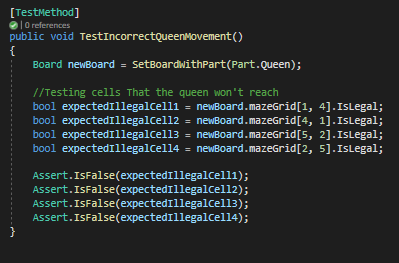 [TestMethod]
0 references
public void TestIncorrectQueenMovement()
{
Board newBoard = SetBoardWithPart(Part.Queen);
//Testing cells That the queen won't reach
bool expectedIllegalCell1 = newBoard.mazeGrid[1, 4].IsLegal;
bool expectedIllegalCell2 = newBoard.mazeGrid[4, 1].IsLegal;
bool expectedIllegalCell3 = newBoard.mazeGrid[5, 2].IsLegal;
bool expectedIllegalCell4 = newBoard.mazeGrid[2, 5].IsLegal;
Assert.IsFalse(expectedIllegalCell1);
Assert.IsFalse(expectedIllegalCell2);
Assert.IsFalse(expectedIllegalCell3);
Assert.IsFalse(expectedIllegalCell4);
}